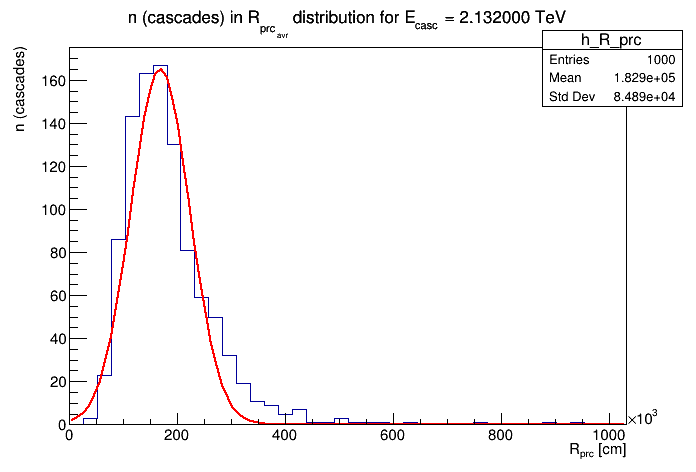 n (cascades) in R_prc_avr distribution for E_casc = 2.132000 TeV
h_R_prc
Entries 1000
Mean 1.829e+05
Std Dev 8.489e+04
n (cascades)
160
140
120
100
80
60
40
20
0
0 200 400 600 800 1000
×10³
R_prc [cm]